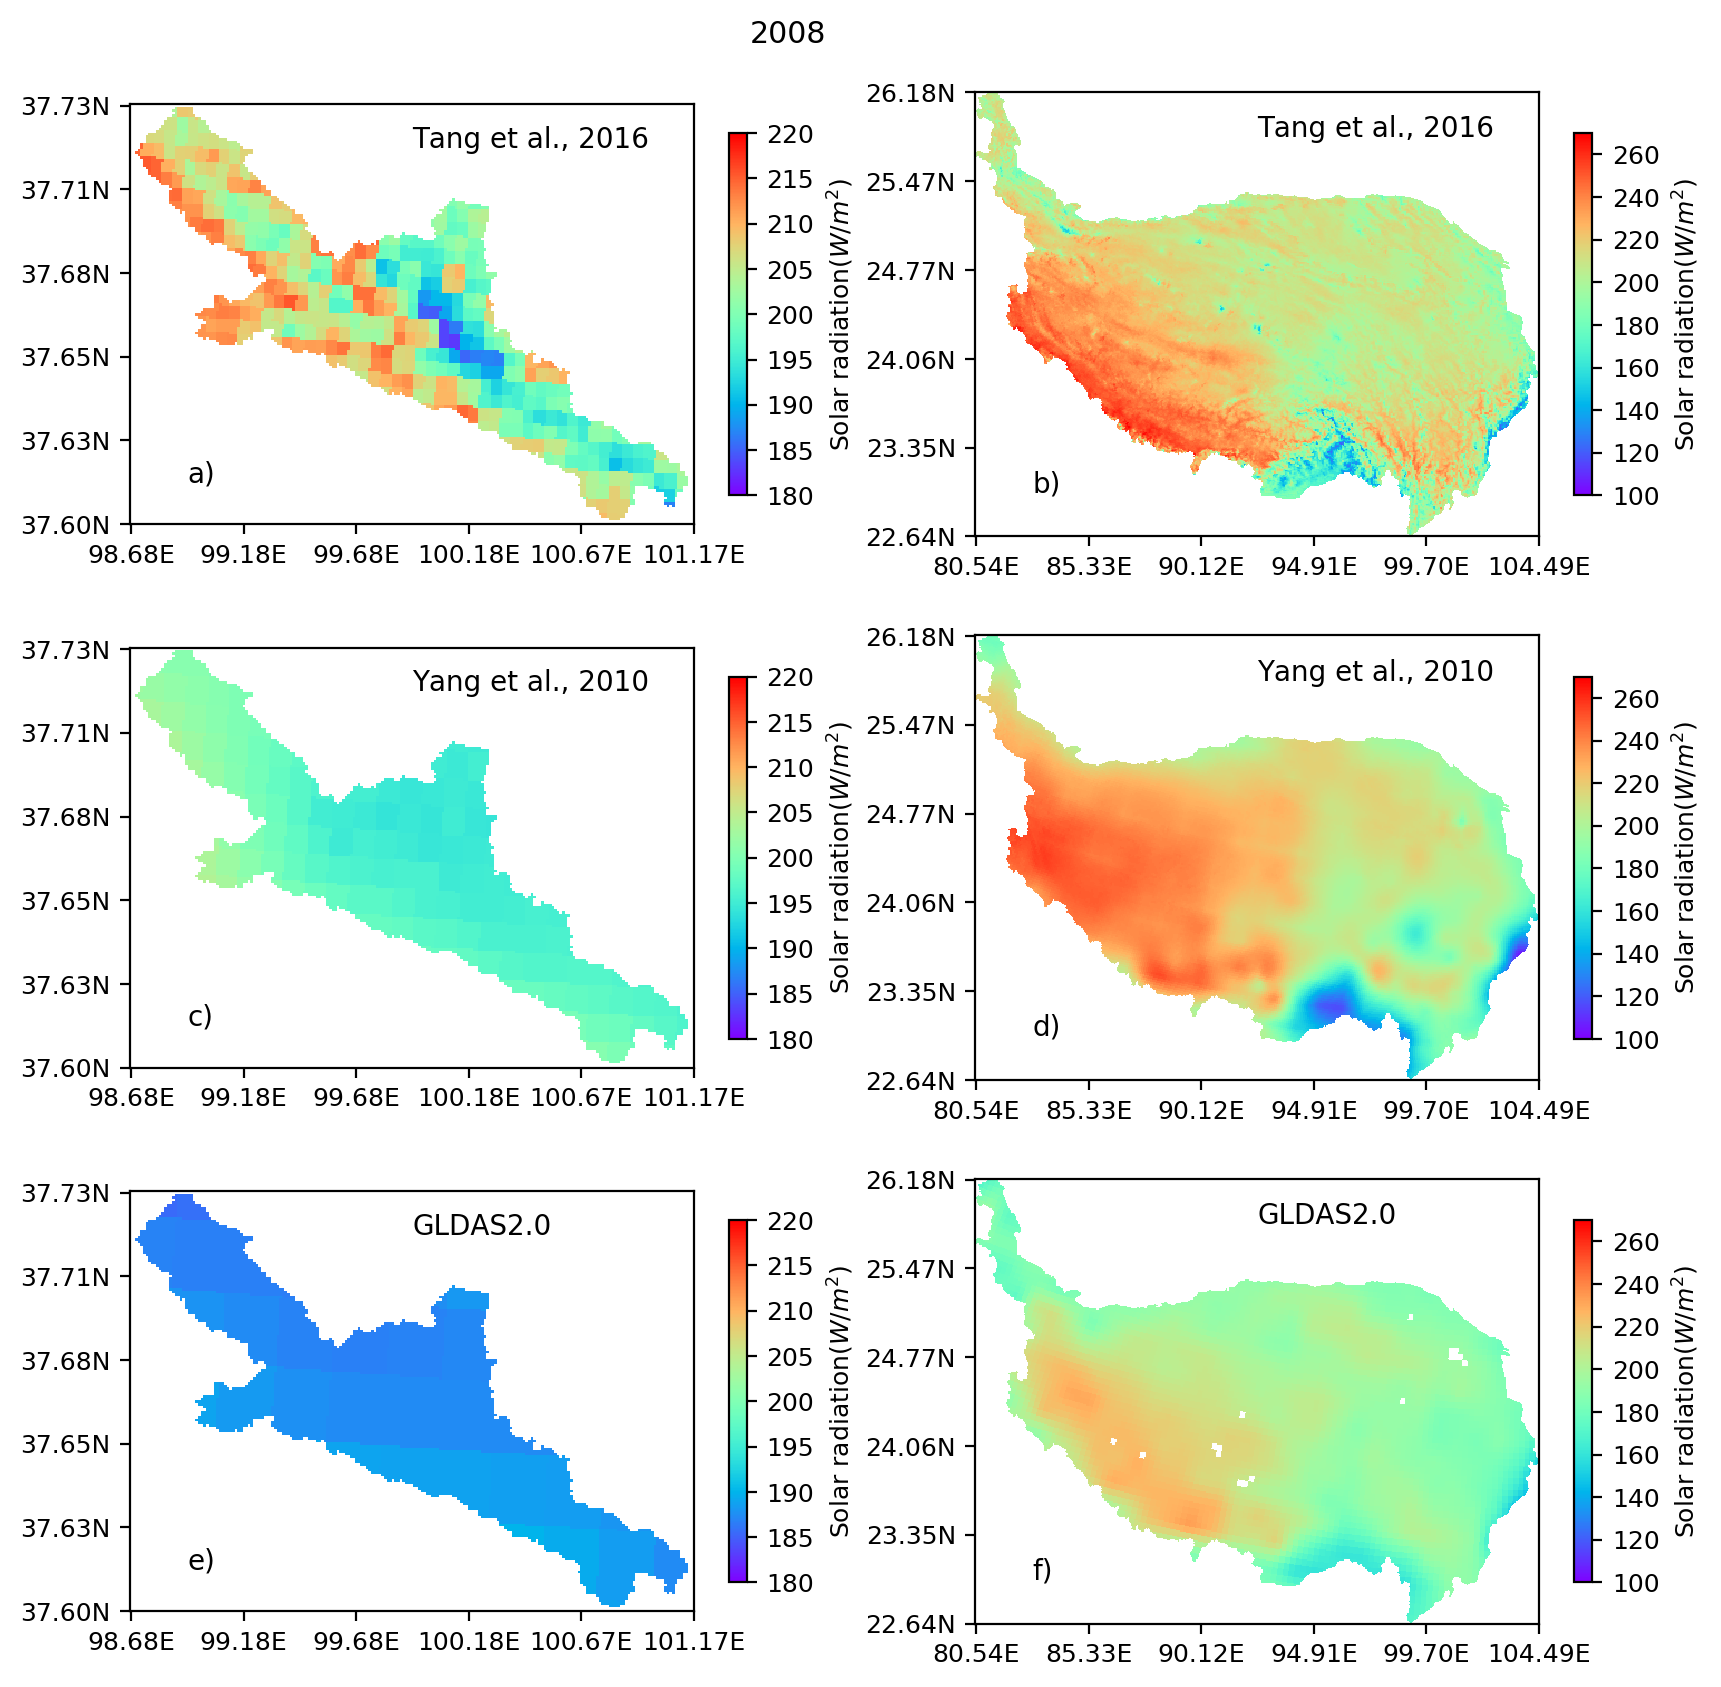 2008
Tang et al., 2016
a)
37.73N
37.71N
37.68N
37.65N
37.63N
37.60N
98.68E 99.18E 99.68E 100.18E 100.67E 101.17E
220
215
210
205
200
195
190
185
180
Solar radiation(W/m²)
Tang et al., 2016
b)
26.18N
25.47N
24.77N
24.06N
23.35N
22.64N
80.54E 85.33E 90.12E 94.91E 99.70E 104.49E
260
240
220
200
180
160
140
120
100
Solar radiation(W/m²)
Yang et al., 2010
c)
37.73N
37.71N
37.68N
37.65N
37.63N
37.60N
98.68E 99.18E 99.68E 100.18E 100.67E 101.17E
220
215
210
205
200
195
190
185
180
Solar radiation(W/m²)
Yang et al., 2010
d)
26.18N
25.47N
24.77N
24.06N
23.35N
22.64N
80.54E 85.33E 90.12E 94.91E 99.70E 104.49E
260
240
220
200
180
160
140
120
100
Solar radiation(W/m²)
GLDAS2.0
e)
37.73N
37.71N
37.68N
37.65N
37.63N
37.60N
98.68E 99.18E 99.68E 100.18E 100.67E 101.17E
220
215
210
205
200
195
190
185
180
Solar radiation(W/m²)
GLDAS2.0
f)
26.18N
25.47N
24.77N
24.06N
23.35N
22.64N
80.54E 85.33E 90.12E 94.91E 99.70E 104.49E
260
240
220
200
180
160
140
120
100
Solar radiation(W/m²)